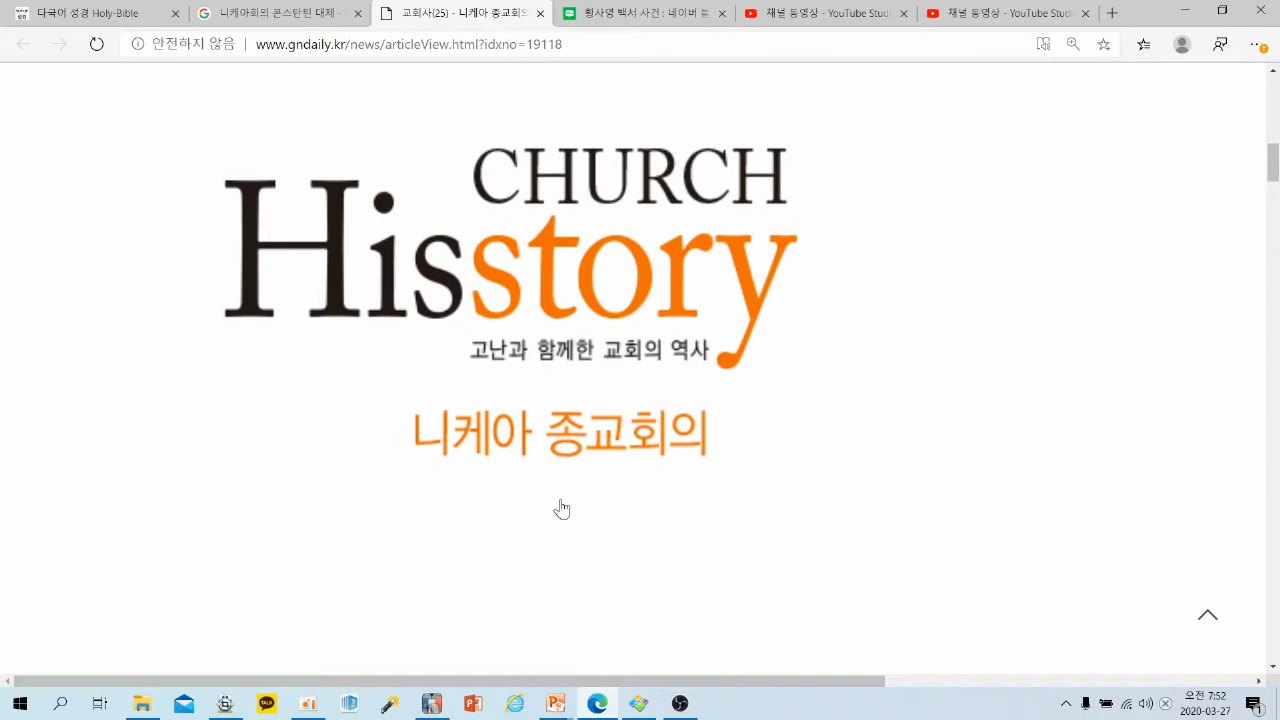 다국어 성경 Holy-Bi
니케아회의 콘스탄틴 대제 -
교회사(25) - 니케아 종교회의
황사영 백서 사건 : 네이버 블
채널 동영상 - YouTube Stud
채널 동영상 - YouTube Studi
안전하지 않음 www.gndaily.kr/news/articleView.html?idxno=19118
CHURCH
Hisstory
고난과 함께한 교회의 역사
니케아 종교회의
TALK
오전 7:52
2020-03-27